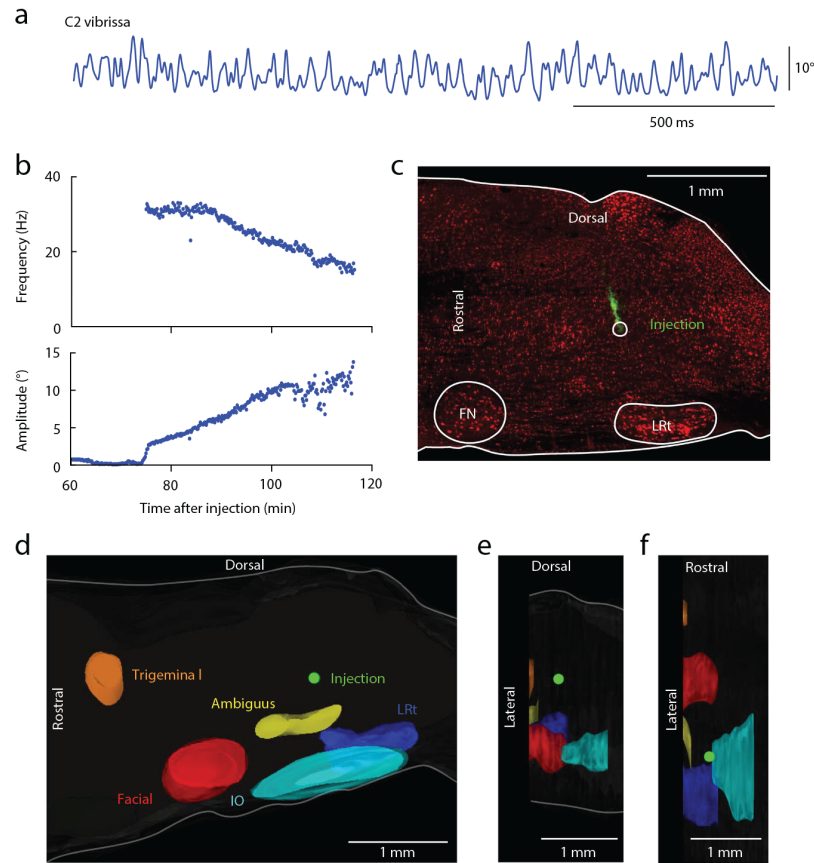 a
C2 vibrissa
10°
500 ms
b
40
20
0
Frequency (Hz)
15
10
5
0
Amplitude (°)
60
80
100
120
Time after injection (min)
c
1 mm
Dorsal
Rostral
Injection
FN
LRt
d
Dorsal
Rostral
Trigemina l
Injection
Ambiguus
LRt
Facial
IO
1 mm
e
Dorsal
Lateral
1 mm
f
Rostral
Lateral
1 mm